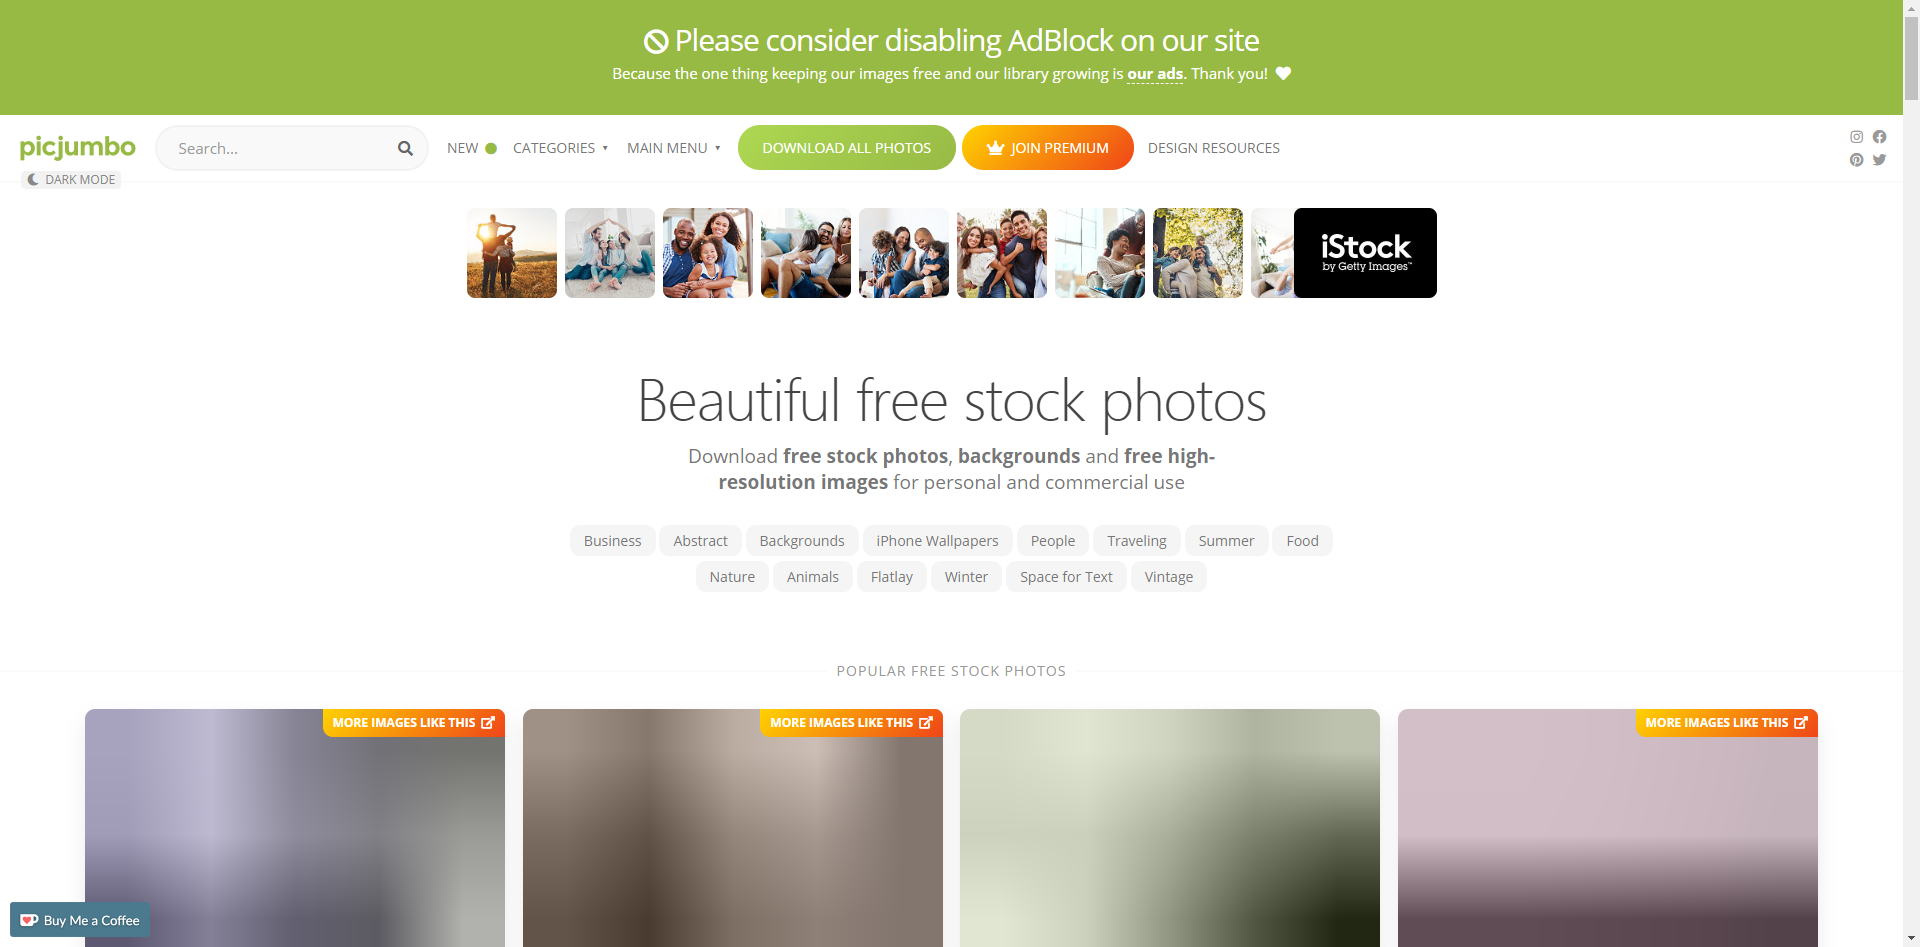 Please consider disabling AdBlock on our site
Because the one thing keeping our images free and our library growing is our ads. Thank you!
picjumbo
Search...
NEW
CATEGORIES
MAIN MENU
DOWNLOAD ALL PHOTOS
JOIN PREMIUM
DESIGN RESOURCES
DARK MODE
iStock
by Getty Images™
Beautiful free stock photos
Download free stock photos, backgrounds and free high-
resolution images for personal and commercial use
Business
Abstract
Backgrounds
iPhone Wallpapers
People
Traveling
Summer
Food
Nature
Animals
Flatlay
Winter
Space for Text
Vintage
POPULAR FREE STOCK PHOTOS
MORE IMAGES LIKE THIS
MORE IMAGES LIKE THIS
MORE IMAGES LIKE THIS
Buy Me a Coffee